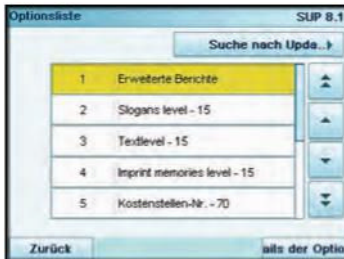 Optionsliste SUP 8.1
Suche nach Upda..
1 Erweiterte Berichte
2 Slogans level - 15
3 Textlevel - 15
4 Imprint memories level - 15
5 Kostenstellen-Nr. - 70
Zurück ails der Optio